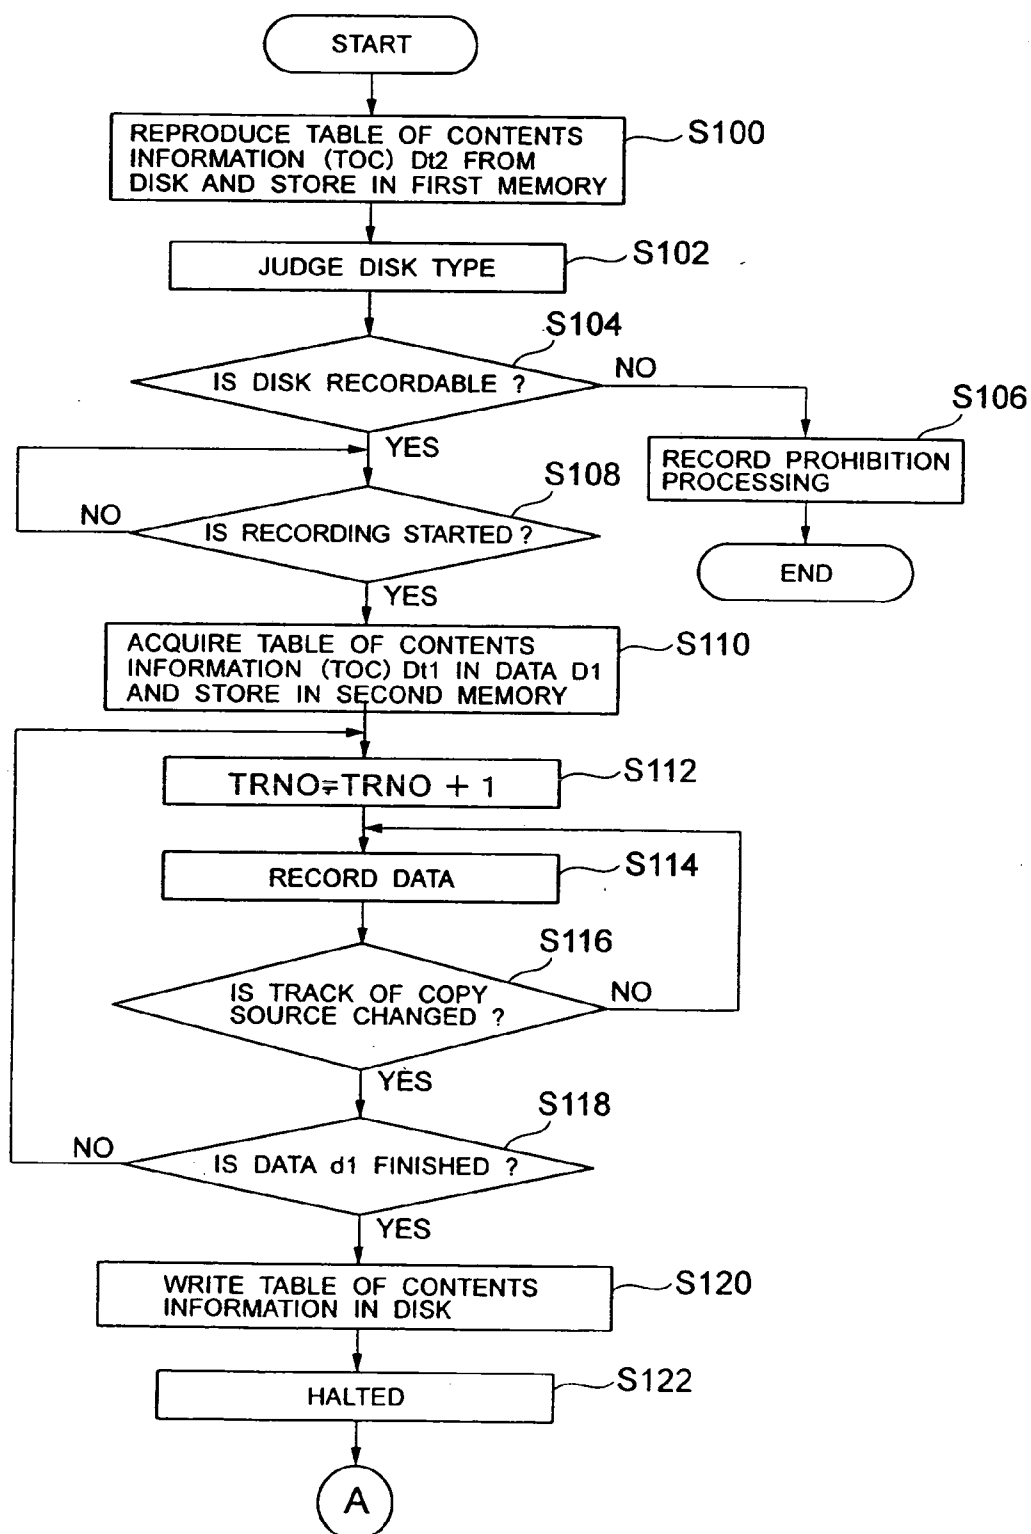 START
REPRODUCE TABLE OF CONTENTS
INFORMATION (TOC) Dt2 FROM
DISK AND STORE IN FIRST MEMORY
S100
JUDGE DISK TYPE
S102
IS DISK RECORDABLE ?
S104
NO
YES
RECORD PROHIBITION
PROCESSING
S106
END
IS RECORDING STARTED ?
S108
NO
YES
ACQUIRE TABLE OF CONTENTS
INFORMATION (TOC) Dt1 IN DATA D1
AND STORE IN SECOND MEMORY
S110
TRNO=TRNO + 1
S112
RECORD DATA
S114
IS TRACK OF COPY
SOURCE CHANGED ?
S116
NO
YES
IS DATA d1 FINISHED ?
S118
NO
YES
WRITE TABLE OF CONTENTS
INFORMATION IN DISK
S120
HALTED
S122
A